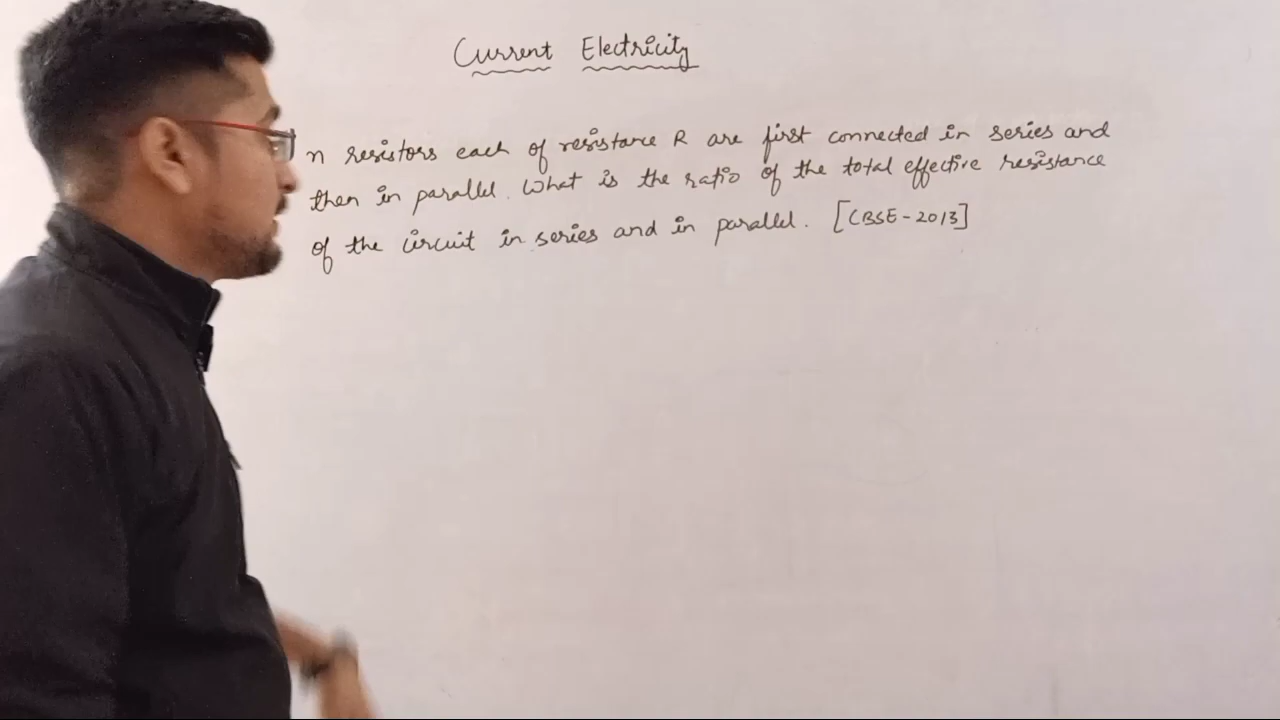 Current Electricity
n resistors each of resistance R are first connected in series and
then in parallel. What is the ratio of the total effective resistance
of the circuit in series and in parallel. [CBSE-2013]